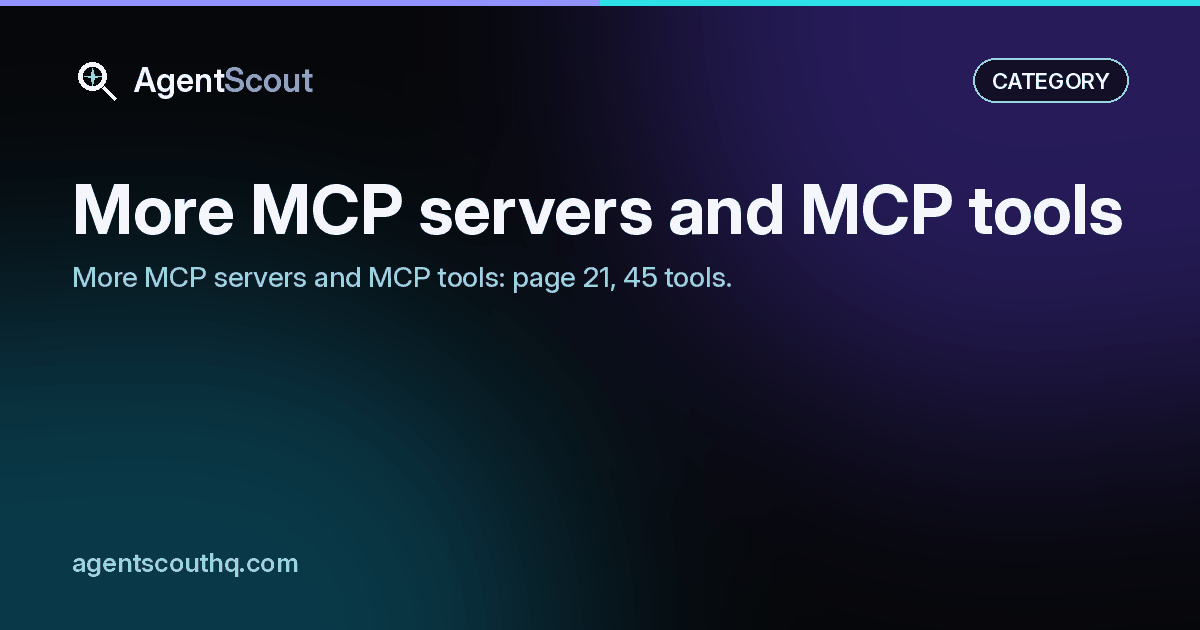 AgentScout
CATEGORY
More MCP servers and MCP tools
More MCP servers and MCP tools: page 21, 45 tools.
agentscouthq.com